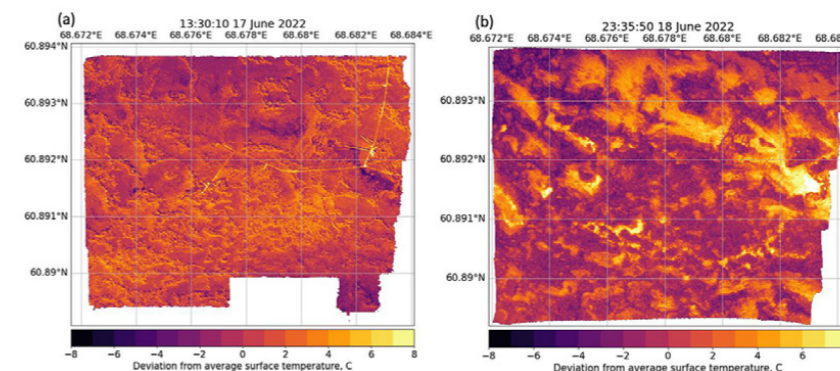 (a)
13:30:10 17 June 2022
68.672°E 68.674°E 68.676°E 68.678°E 68.68°E 68.682°E 68.684°E
60.894°N
60.893°N
60.892°N
60.891°N
60.89°N
−8 −6 −4 −2 0 2 4 6 8
Deviation from average surface temperature, C
(b)
23:35:50 18 June 2022
68.672°E 68.674°E 68.676°E 68.678°E 68.68°E 68.682°E
60.893°N
60.892°N
60.891°N
60.89°N
−8 −6 −4 −2 0 2 4 6
Deviation from average surface temperature, C